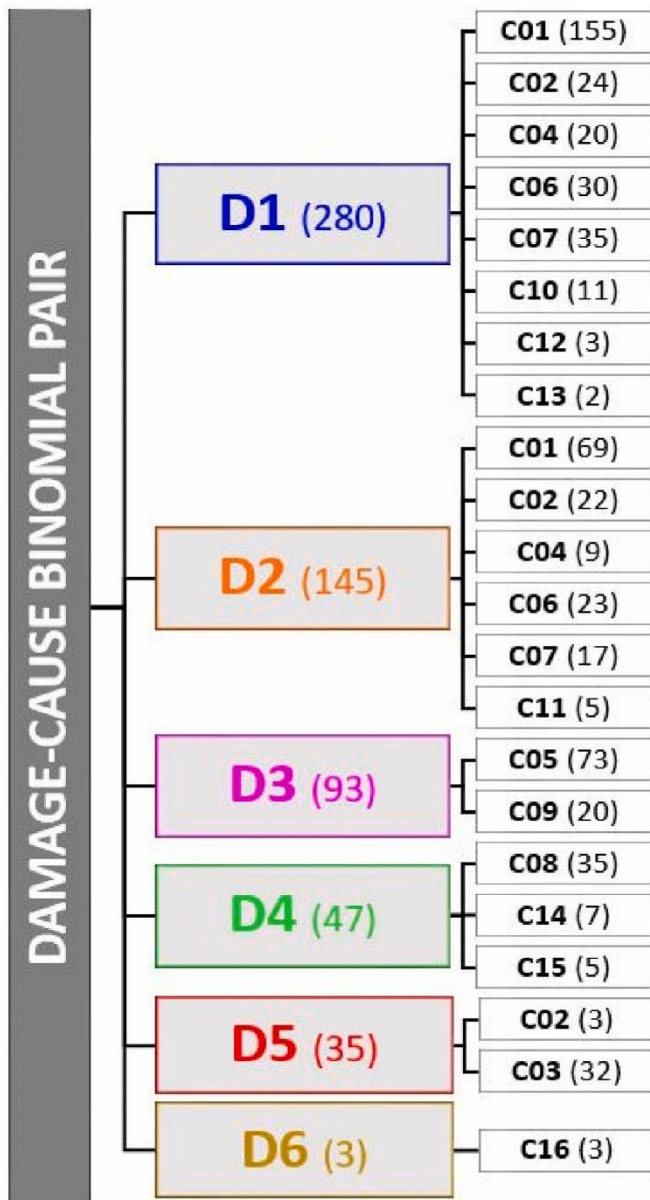 DAMAGE-CAUSE BINOMIAL PAIR
D1 (280)
C01 (155)
C02 (24)
C04 (20)
C06 (30)
C07 (35)
C10 (11)
C12 (3)
C13 (2)
D2 (145)
C01 (69)
C02 (22)
C04 (9)
C06 (23)
C07 (17)
C11 (5)
D3 (93)
C05 (73)
C09 (20)
D4 (47)
C08 (35)
C14 (7)
C15 (5)
D5 (35)
C02 (3)
C03 (32)
D6 (3)
C16 (3)